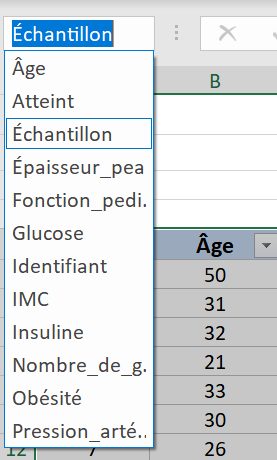 Échantillon
Âge
Atteint
Échantillon
Épaisseur_pea
Fonction_pedi.
Glucose
Identifiant
IMC
Insuline
Nombre_de_g.
Obésité
Pression_arté..
B
Âge
50
31
32
21
33
30
12 7 26